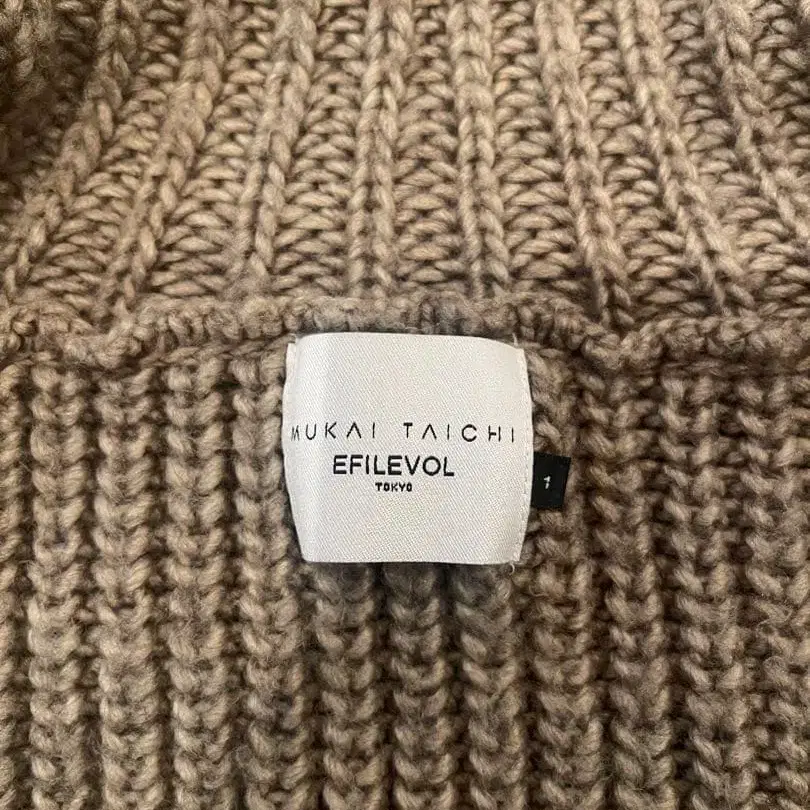 MUKAI TAICHI
EFILEVOL
TOKYO
1